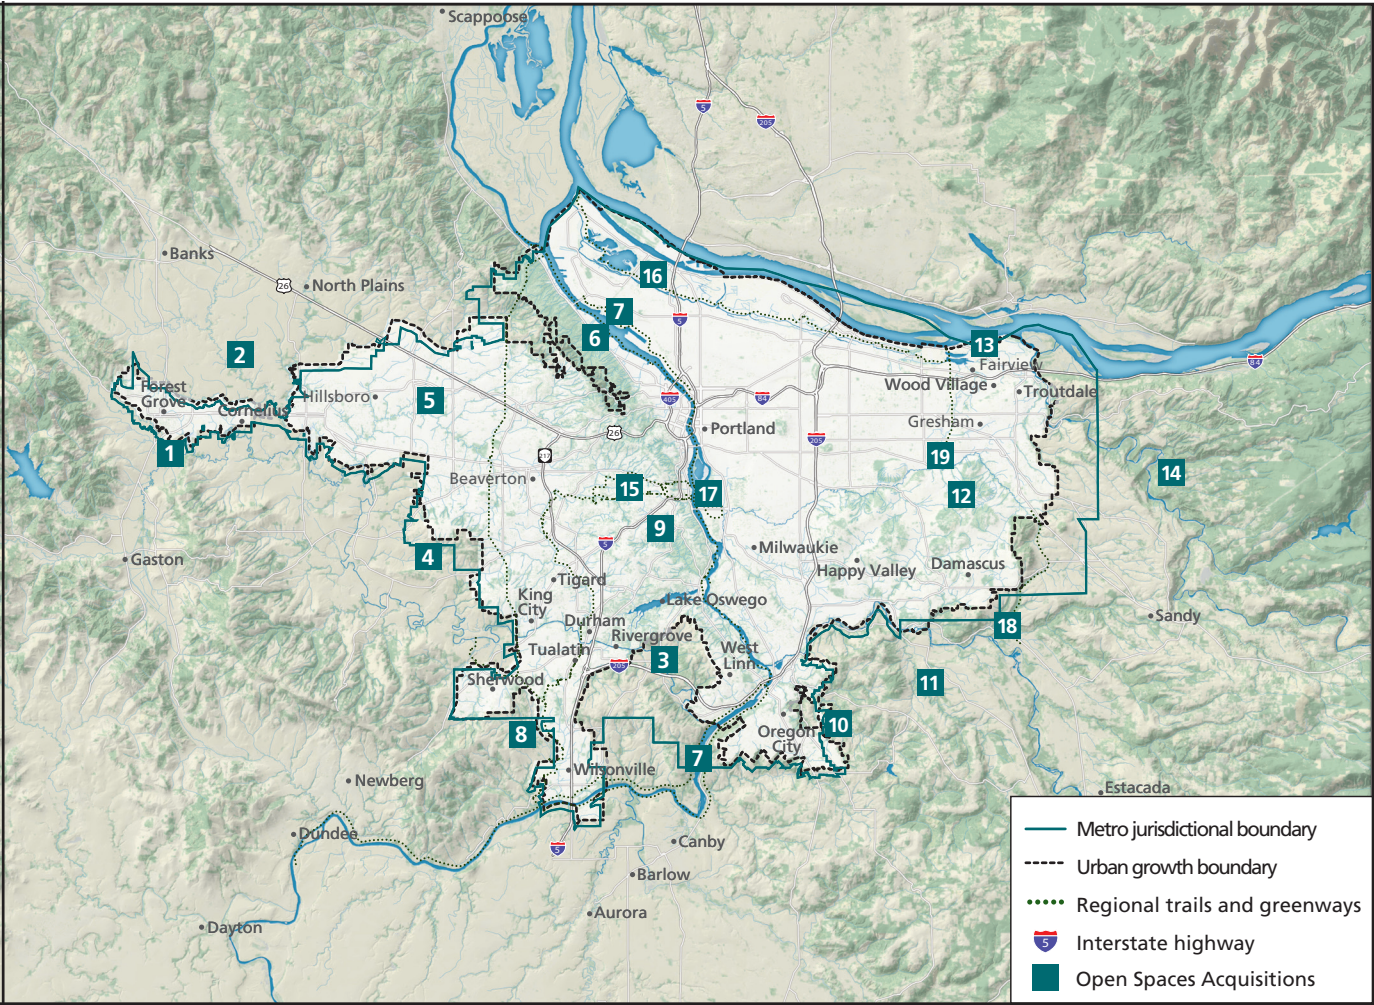 Scappoose
5
205
Banks
26
North Plains
16
7
5
6
13
84
2
Fairview
Forest
Grove
Wood Village
Troutdale
Cornelius
Hillsboro
5
405
84
Gresham
26
Portland
205
1
217
19
14
Beaverton
15
17
12
9
5
Milwaukie
4
Gaston
Happy Valley
Damascus
Tigard
King
City
Lake Oswego
Durham
Sandy
18
Rivergrove
Tualatin
3
West
Linn
205
Sherwood
11
8
10
Oregon
City
7
Wilsonville
Newberg
Estacada
Dundee
5
Canby
Barlow
Aurora
Dayton
Metro jurisdictional boundary
Urban growth boundary
Regional trails and greenways
5
Interstate highway
Open Spaces Acquisitions